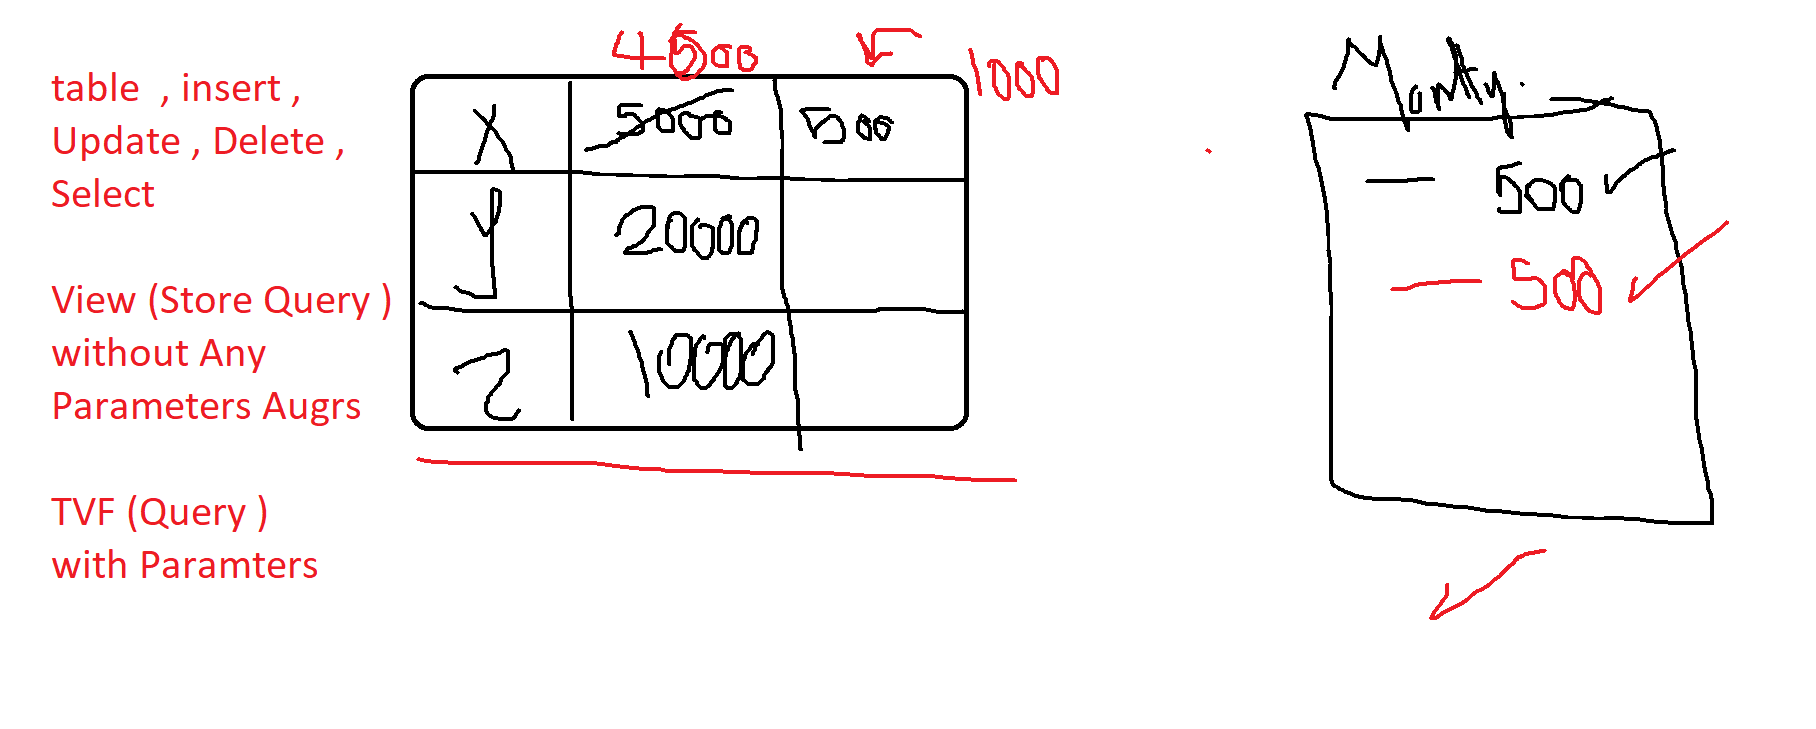 table , insert ,
Update , Delete ,
Select
View (Store Query )
without Any
Parameters Augrs
TVF (Query )
with Paramters
4500
1000
X 5000 500
y 20000
z 10000
500
500